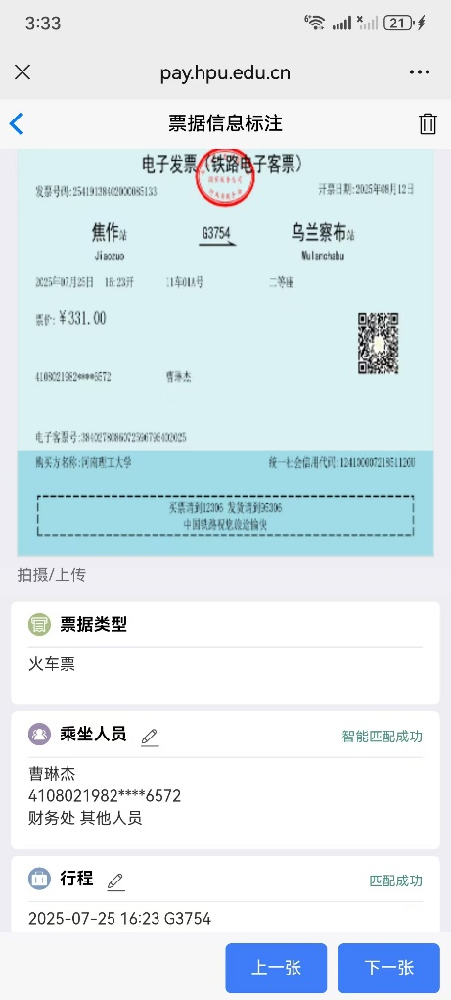 3:33
21
pay.hpu.edu.cn
票据信息标注
电子发票（铁路电子客票）
发票号码:25419138402000085133
开票日期:2025年08月12日
焦作站
G3754
乌兰察布站
Jiaozuo
Wulanchabu
2025年07月25日 16:23开
11车01A号
二等座
票价:￥331.00
4108021982****6572
曹琳杰
电子客票号:3840278086072596795402025
购买方名称:河南理工大学
统一社会信用代码:12410000721851120U
买票请到12306 发货请到95306
中国铁路祝您旅途愉快
拍摄/上传
票据类型
火车票
乘坐人员
智能匹配成功
曹琳杰
4108021982****6572
财务处 其他人员
行程
匹配成功
2025-07-25 16:23 G3754
上一张
下一张